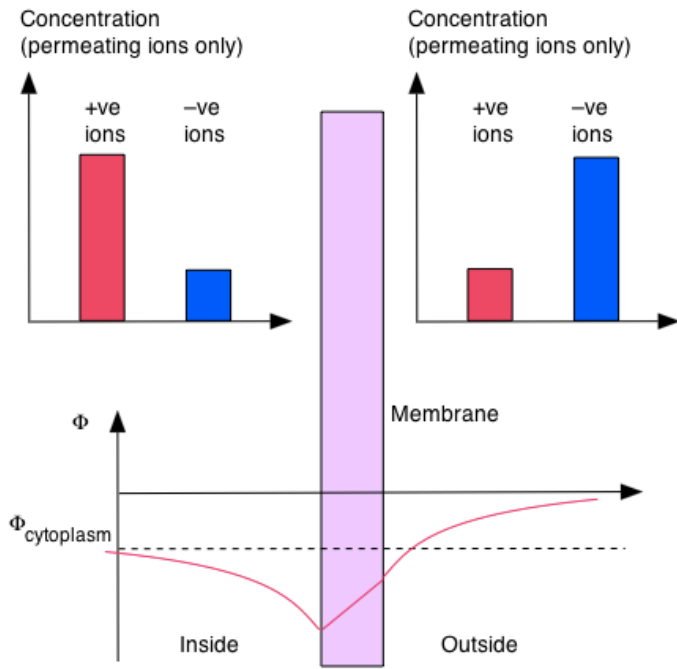 Concentration
(permeating ions only)
+ve
ions
–ve
ions
Concentration
(permeating ions only)
+ve
ions
–ve
ions
Membrane
Φ
Φcytoplasm
Inside
Outside